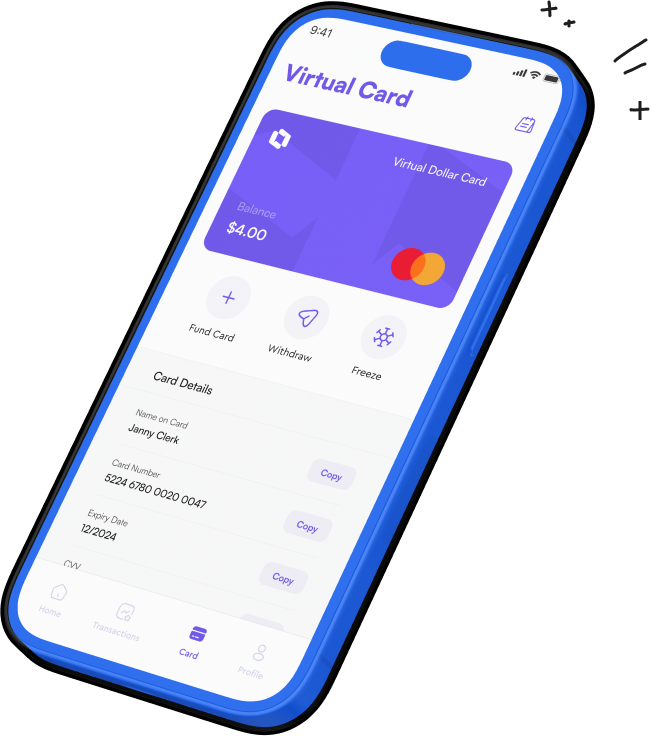 9:41
Virtual Card
Virtual Dollar Card
Balance
$4.00
Fund Card
Withdraw
Freeze
Card Details
Name on Card
Janny Clerk
Copy
Card Number
5224 6780 0020 0047
Copy
Expiry Date
12/2024
Copy
CVV
Home
Transactions
Card
Profile